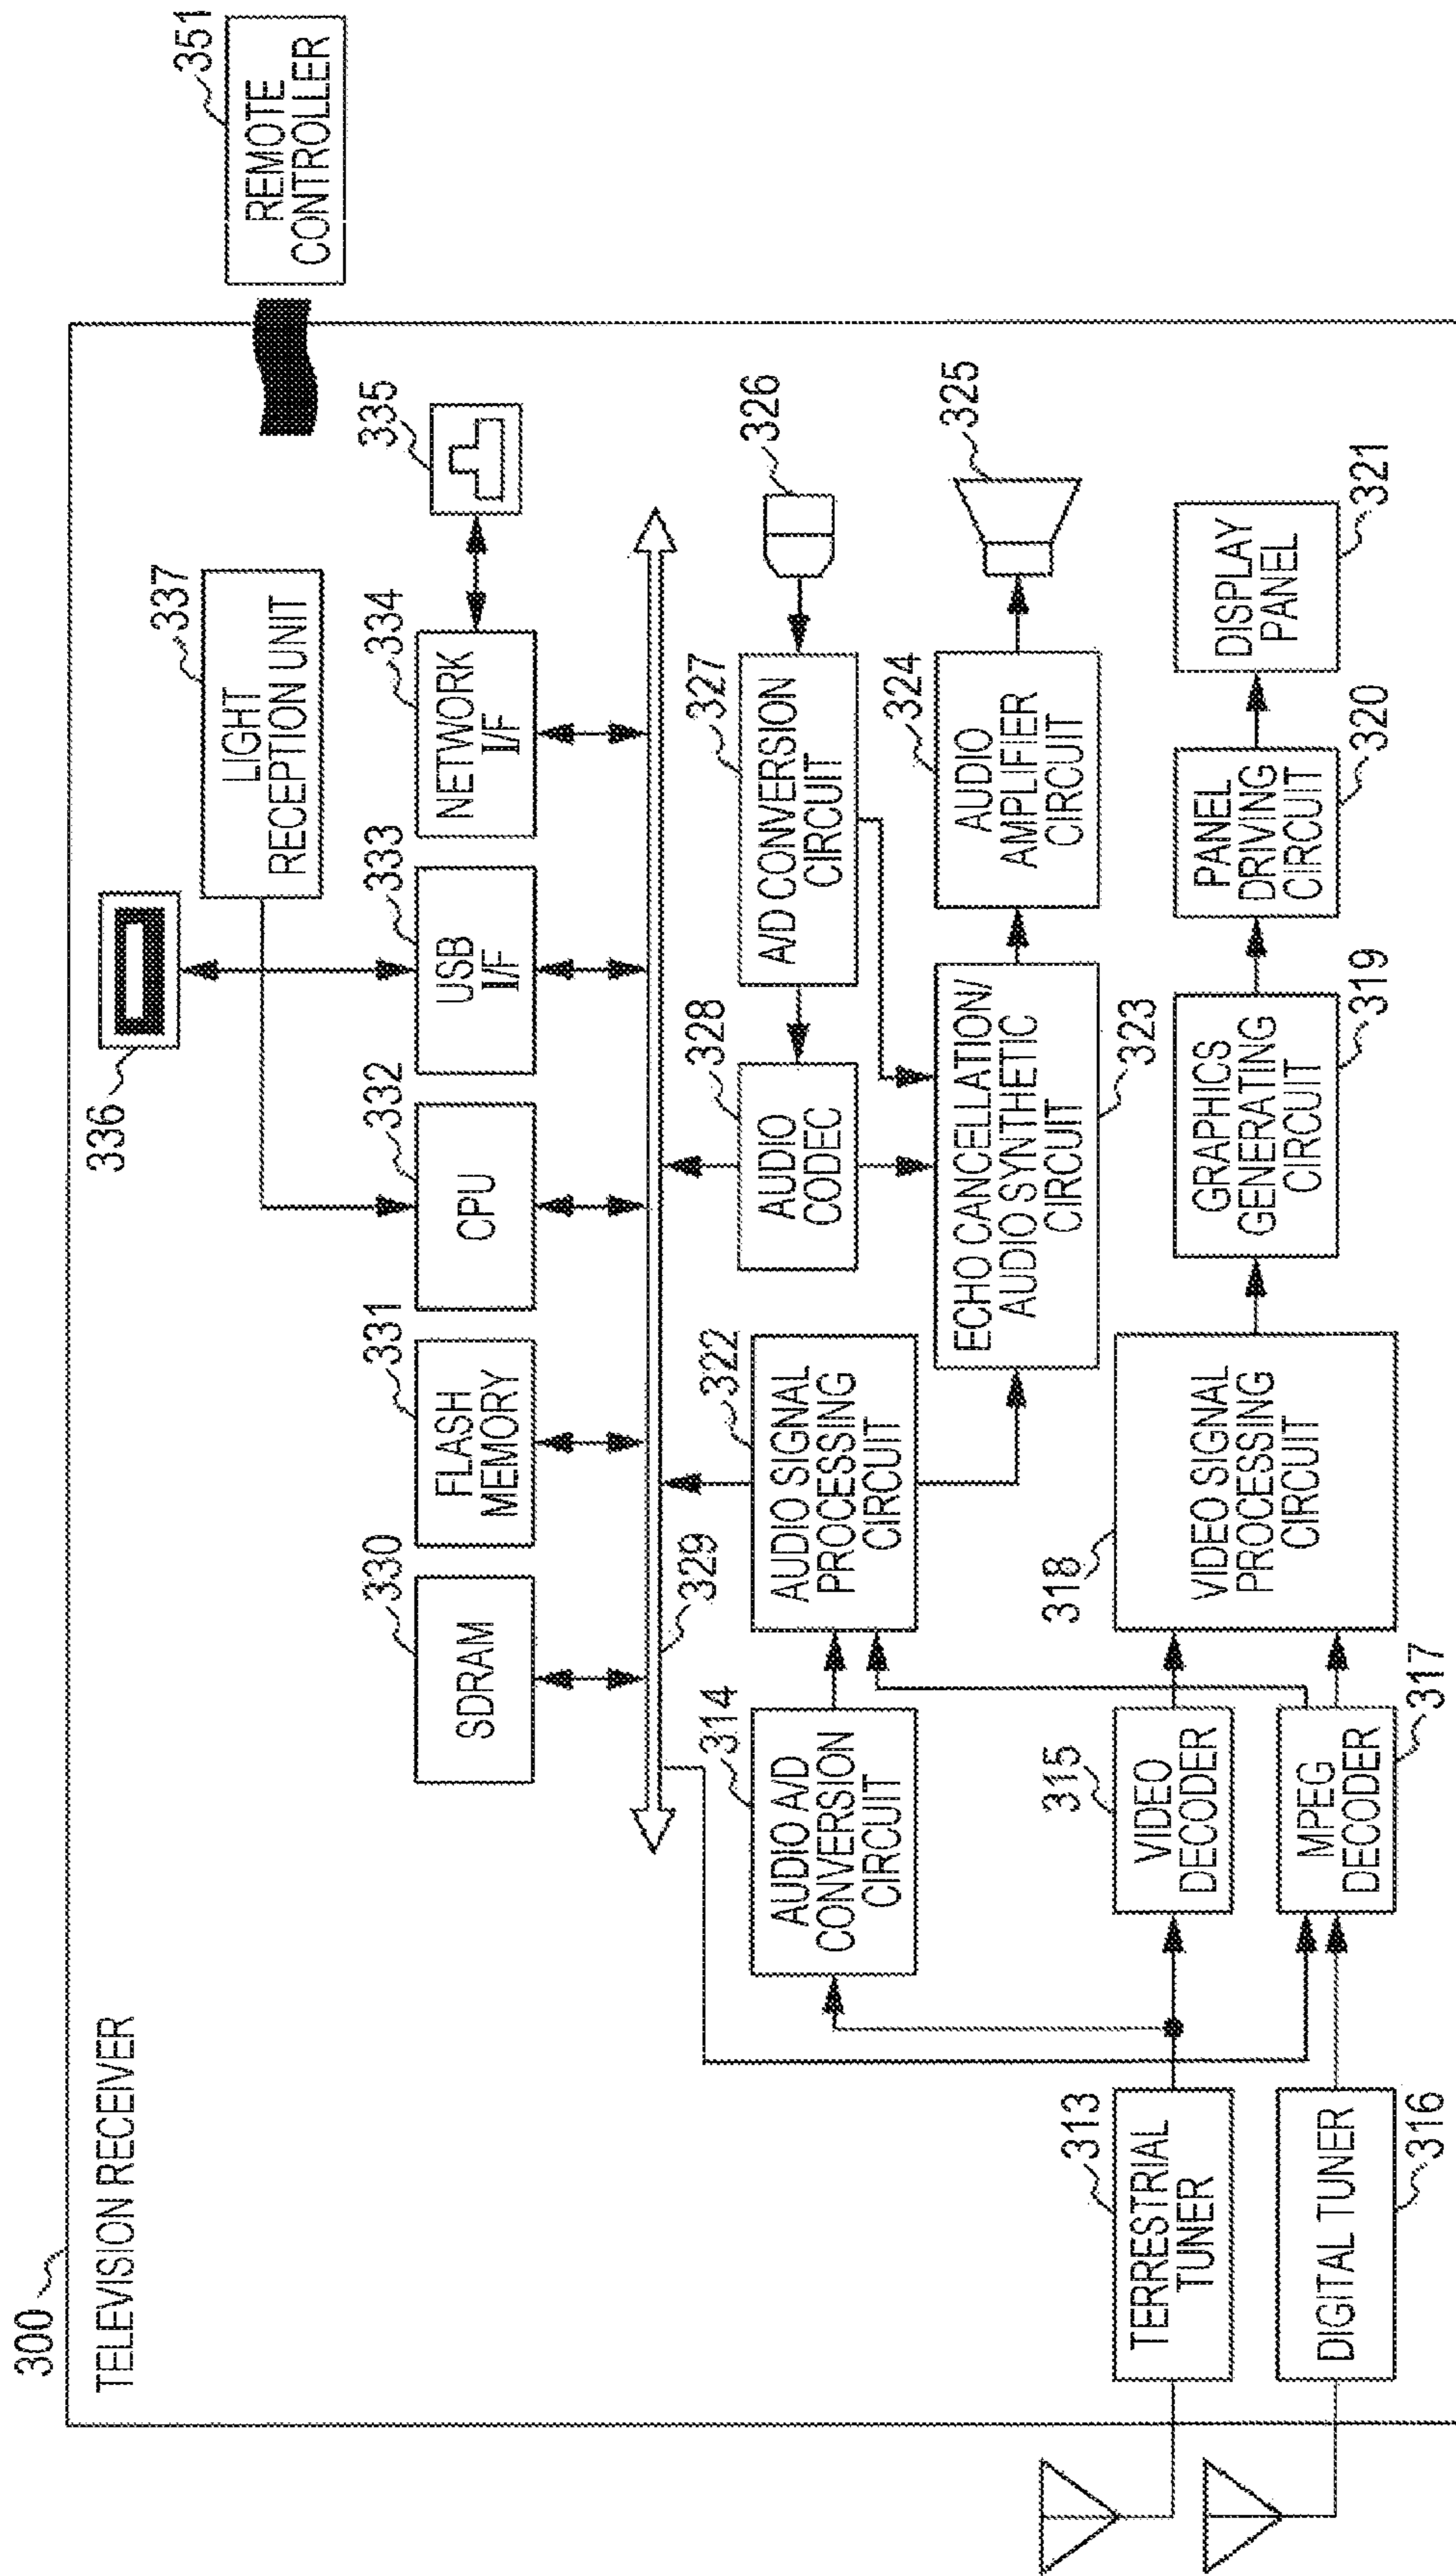 300
TELEVISION RECEIVER
336
337
LIGHT
RECEPTION UNIT
351
REMOTE
CONTROLLER
330
SDRAM
331
FLASH
MEMORY
332
CPU
333
USB
I/F
334
NETWORK
I/F
335
329
314
AUDIO A/D
CONVERSION
CIRCUIT
322
AUDIO SIGNAL
PROCESSING
CIRCUIT
328
AUDIO
CODEC
327
A/D CONVERSION
CIRCUIT
326
ECHO CANCELLATION/
AUDIO SYNTHETIC
CIRCUIT
323
324
AUDIO
AMPLIFIER
CIRCUIT
325
313
TERRESTRIAL
TUNER
315
VIDEO
DECODER
318
VIDEO SIGNAL
PROCESSING
CIRCUIT
GRAPHICS
GENERATING
CIRCUIT
319
PANEL
DRIVING
CIRCUIT
320
DISPLAY
PANEL
321
DIGITAL TUNER
316
MPEG
DECODER
317